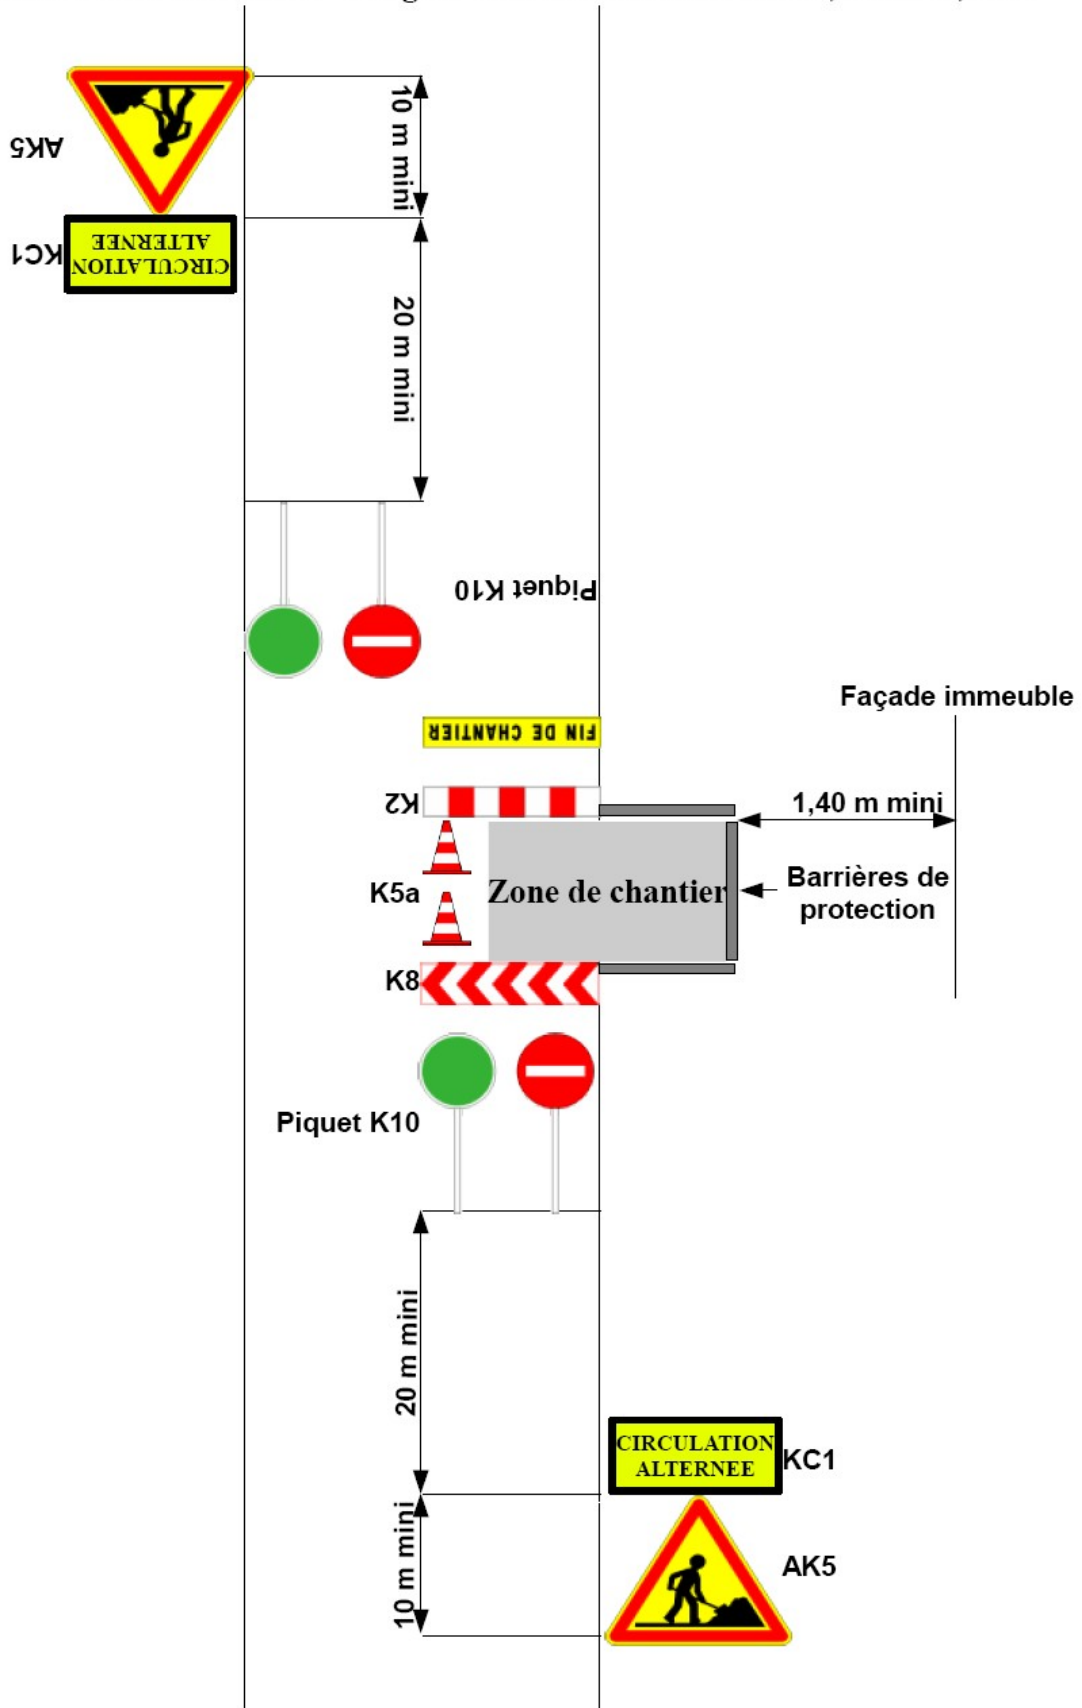 10 m mini
AK5
CIRCULATION
ALTERNEE
KC1
20 m mini
Piquet K10
Façade immeuble
FIN DE CHANTIER
K2
1,40 m mini
K5a
Zone de chantier
Barrières de
protection
K8
Piquet K10
20 m mini
CIRCULATION
ALTERNEE
KC1
10 m mini
AK5